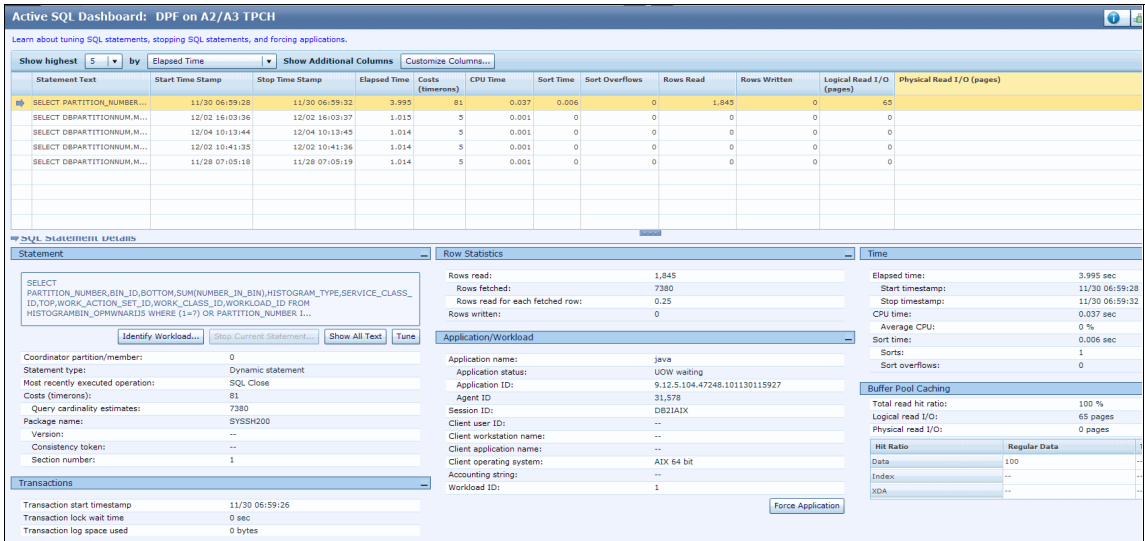 Active SQL Dashboard: DPF on A2/A3 TPCH
Learn about tuning SQL statements, stopping SQL statements, and forcing applications.
Show highest 5 by Elapsed Time Show Additional Columns Customize Columns...
Statement Text Start Time Stamp Stop Time Stamp Elapsed Time Costs (timerons) CPU Time Sort Time Sort Overflows Rows Read Rows Written Logical Read I/O (pages) Physical Read I/O (pages)
SELECT PARTITION_NUMBER... 11/30 06:59:28 11/30 06:59:32 3.995 81 0.037 0.006 0 1,845 0 65
SELECT DBPARTITIONNUM.M... 12/02 16:03:36 12/02 16:03:37 1.015 5 0.001 0 0 0 0 0
SELECT DBPARTITIONNUM.M... 12/04 10:13:44 12/04 10:13:45 1.014 5 0.001 0 0 0 0 0
SELECT DBPARTITIONNUM.M... 12/02 10:41:35 12/02 10:41:36 1.014 5 0.001 0 0 0 0 0
SELECT DBPARTITIONNUM.M... 11/28 07:05:18 11/28 07:05:19 1.014 5 0.001 0 0 0 0 0
SQL Statement Details
Statement
SELECT
PARTITION_NUMBER,BIN_ID,BOTTOM,SUM(NUMBER_IN_BIN),HISTOGRAM_TYPE,SERVICE_CLASS_
ID,TOP,WORK_ACTION_SET_ID,WORK_CLASS_ID,WORKLOAD_ID FROM
HISTOGRAMBIN_OPMWNARIJ5 WHERE (1=?) OR PARTITION_NUMBER I...
Identify Workload... Stop Current Statement... Show All Text Tune
Coordinator partition/member: 0
Statement type: Dynamic statement
Most recently executed operation: SQL Close
Costs (timerons): 81
Query cardinality estimates: 7380
Package name: SYSSH200
Version: --
Consistency token: --
Section number: 1
Transactions
Transaction start timestamp 11/30 06:59:26
Transaction lock wait time 0 sec
Transaction log space used 0 bytes
Row Statistics
Rows read: 1,845
Rows fetched: 7380
Rows read for each fetched row: 0.25
Rows written: 0
Application/Workload
Application name: java
Application status: UOW waiting
Application ID: 9.12.5.104.47248.101130115927
Agent ID 31,578
Session ID: DB2IAIX
Client user ID: --
Client workstation name: --
Client application name: --
Client operating system: AIX 64 bit
Accounting string: --
Workload ID: 1
Force Application
Time
Elapsed time: 3.995 sec
Start timestamp: 11/30 06:59:28
Stop timestamp: 11/30 06:59:32
CPU time: 0.037 sec
Average CPU: 0 %
Sort time: 0.006 sec
Sorts: 1
Sort overflows: 0
Buffer Pool Caching
Total read hit ratio: 100 %
Logical read I/O: 65 pages
Physical read I/O: 0 pages
Hit Ratio Regular Data
Data 100 --
Index -- --
XDA -- --